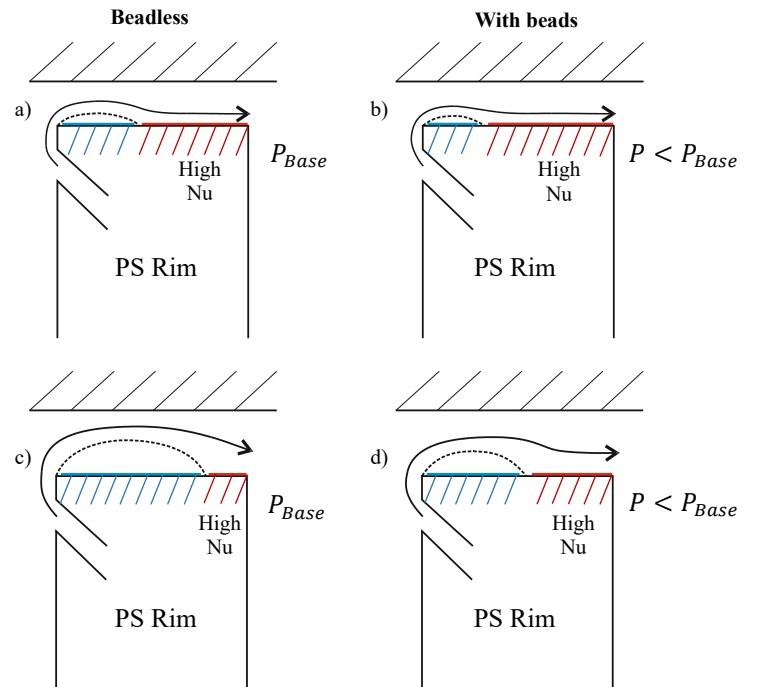 Beadless
With beads
a)
b)
High
Nu
P_Base
High
Nu
P < P_Base
PS Rim
PS Rim
c)
d)
High
Nu
P_Base
High
Nu
P < P_Base
PS Rim
PS Rim